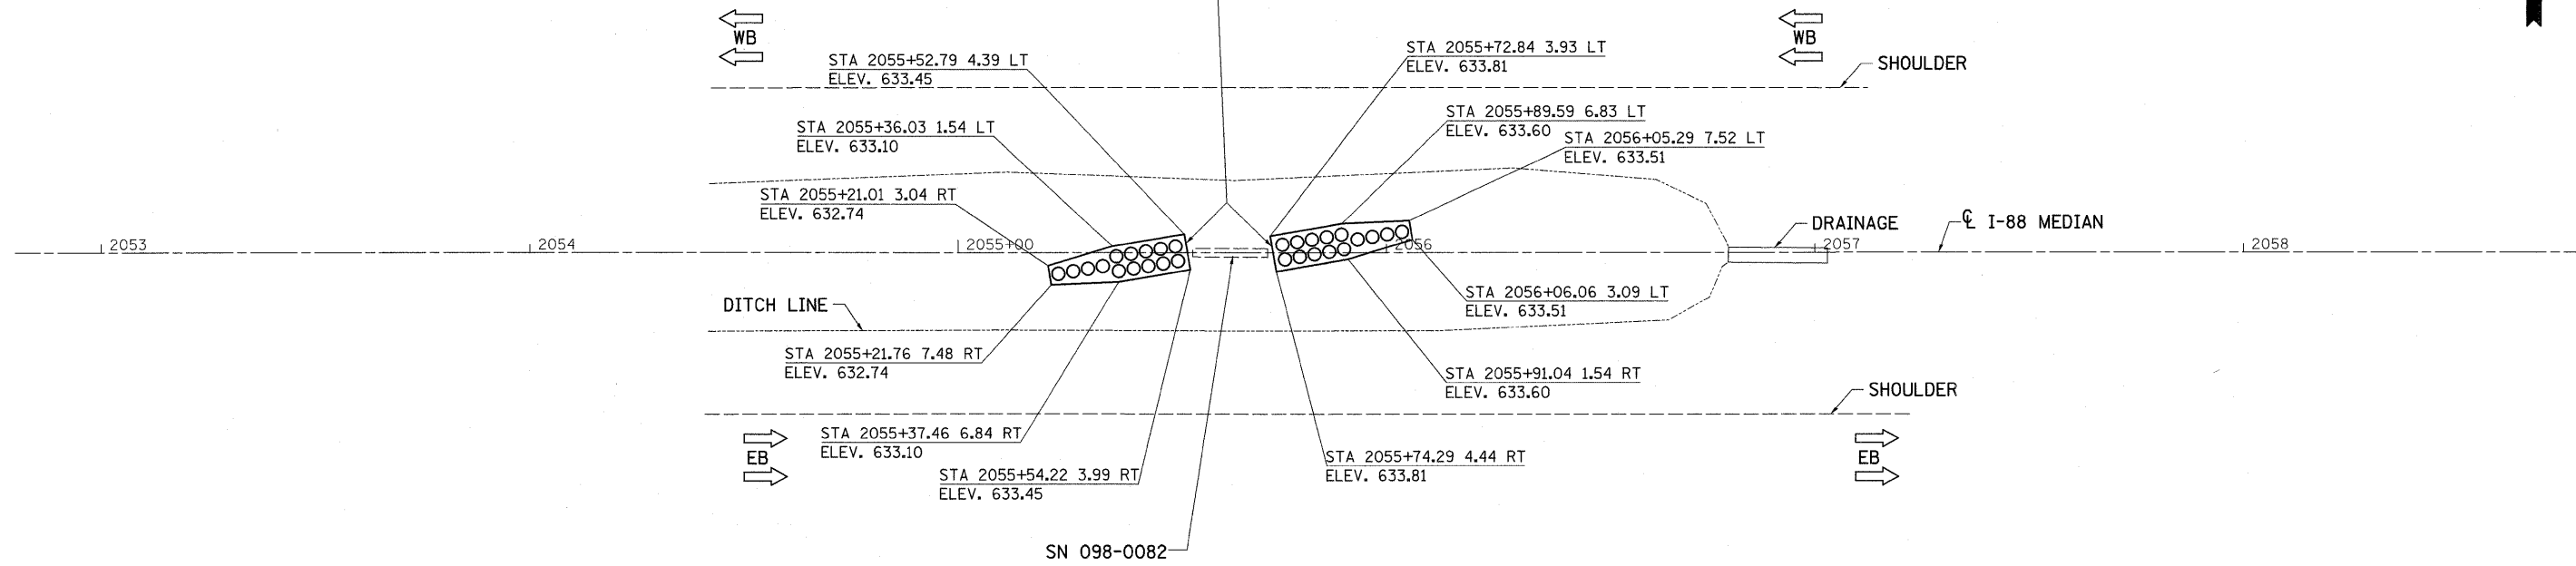 WB
WB
STA 2055+52.79 4.39 LT
ELEV. 633.45
STA 2055+72.84 3.93 LT
ELEV. 633.81
SHOULDER
STA 2055+36.03 1.54 LT
ELEV. 633.10
STA 2055+89.59 6.83 LT
ELEV. 633.60
STA 2056+05.29 7.52 LT
ELEV. 633.51
STA 2055+21.01 3.04 RT
ELEV. 632.74
DRAINAGE
℄ I-88 MEDIAN
2053
2054
2055+00
2056
2057
2058
DITCH LINE
STA 2056+06.06 3.09 LT
ELEV. 633.51
STA 2055+21.76 7.48 RT
ELEV. 632.74
STA 2055+91.04 1.54 RT
ELEV. 633.60
SHOULDER
STA 2055+37.46 6.84 RT
ELEV. 633.10
EB
EB
STA 2055+54.22 3.99 RT
ELEV. 633.45
STA 2055+74.29 4.44 RT
ELEV. 633.81
SN 098-0082